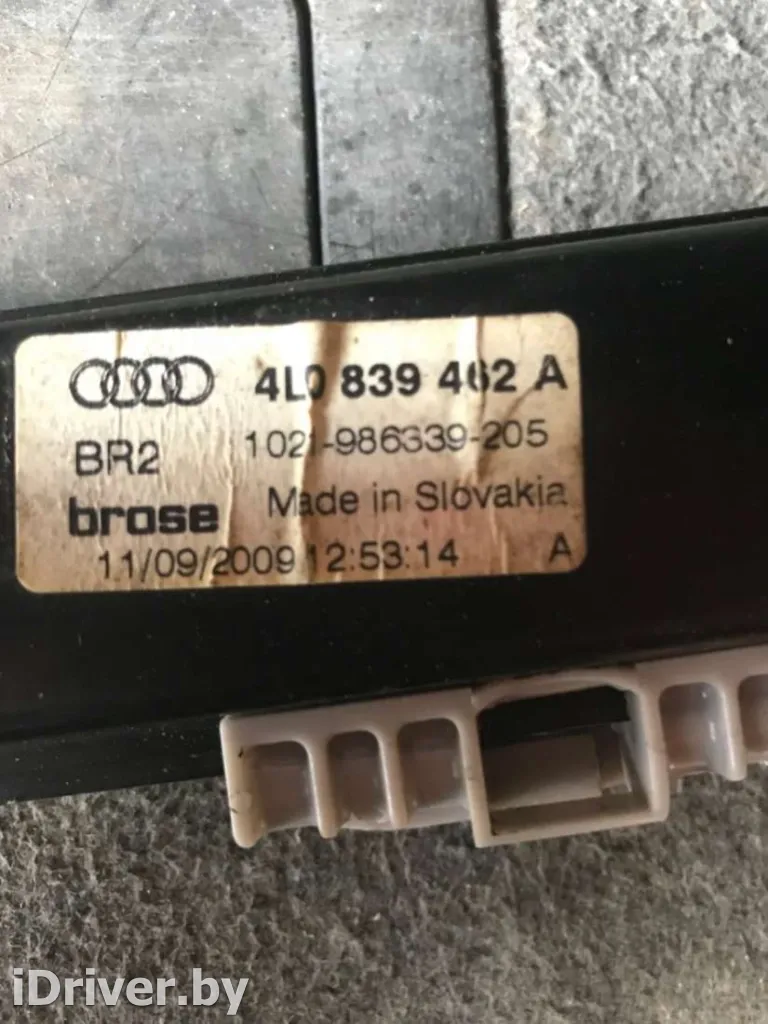 4L0 839 462 A
BR2 1021-986339-205
brose Made in Slovakia
11/09/2009 12:53:14 A
iDriver.by